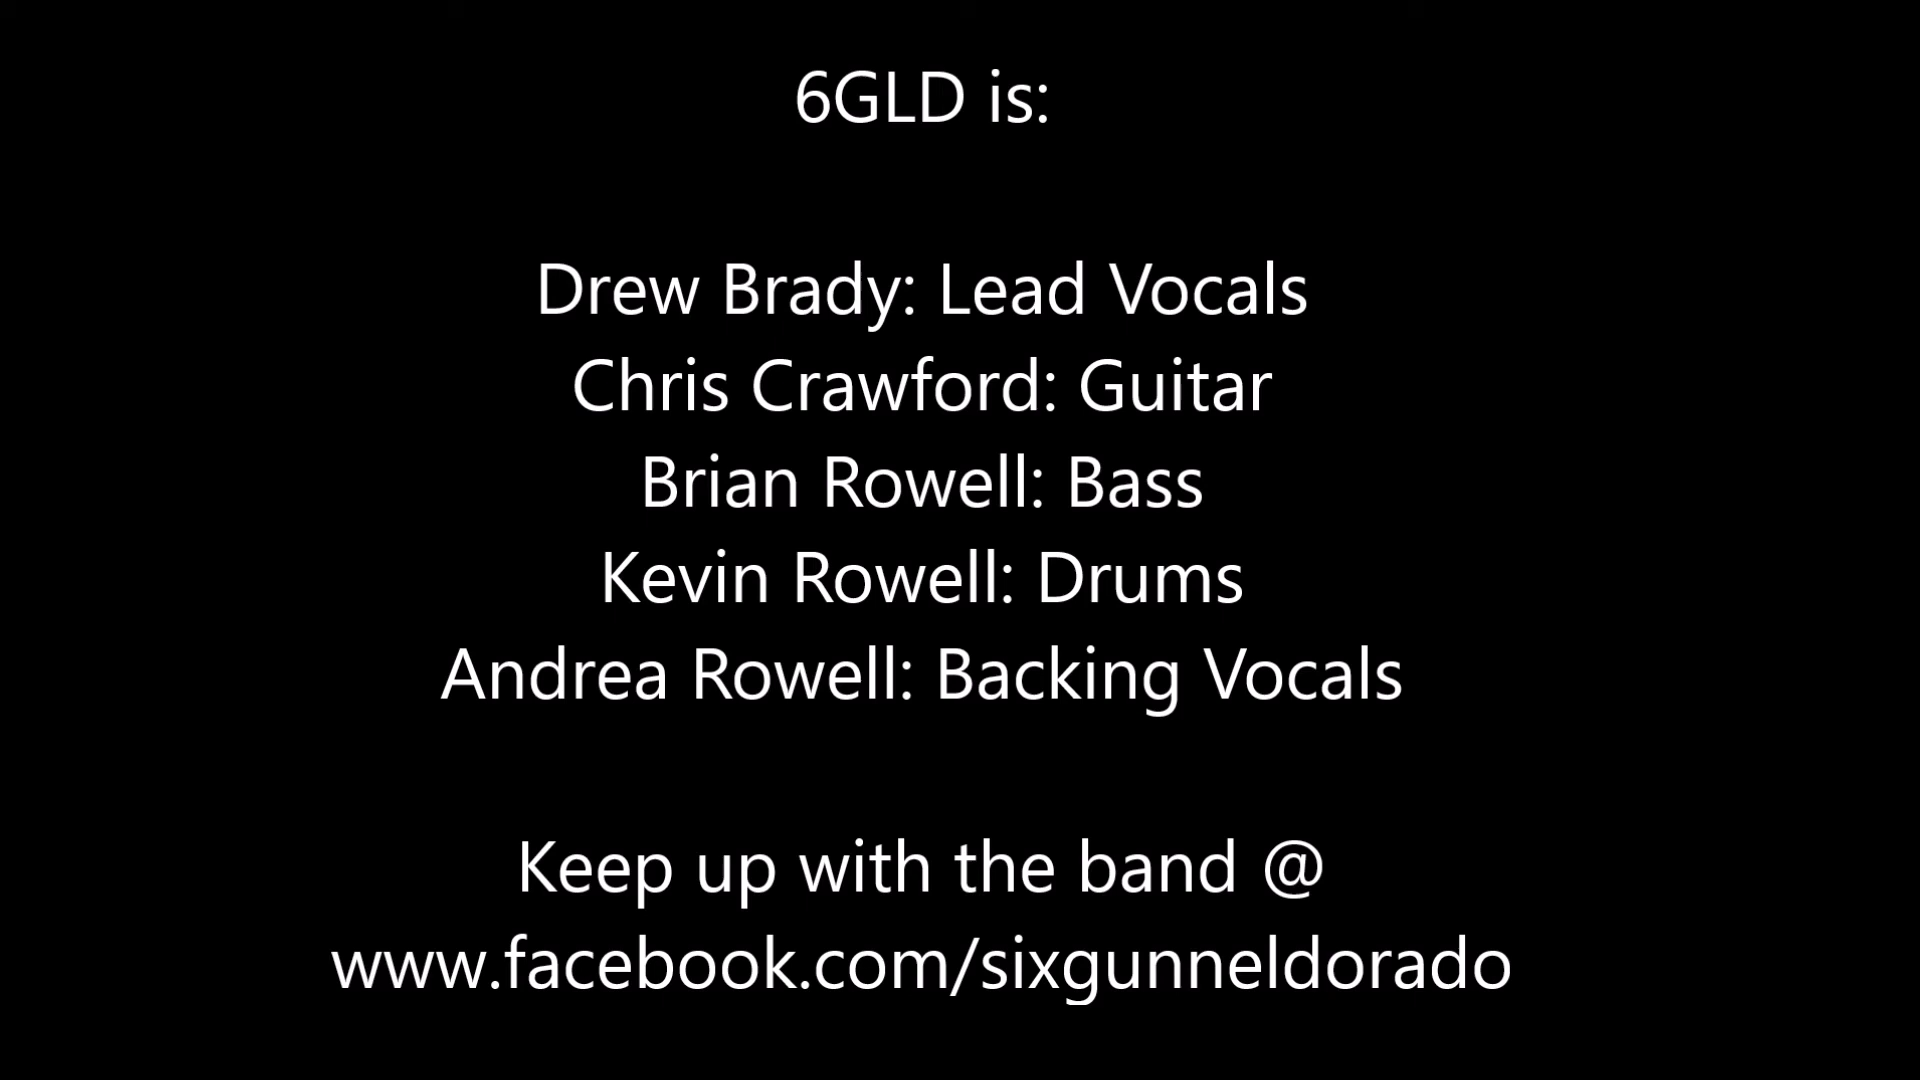 6GLD is:
Drew Brady: Lead Vocals
Chris Crawford: Guitar
Brian Rowell: Bass
Kevin Rowell: Drums
Andrea Rowell: Backing Vocals
Keep up with the band @
www.facebook.com/sixgunneldorado